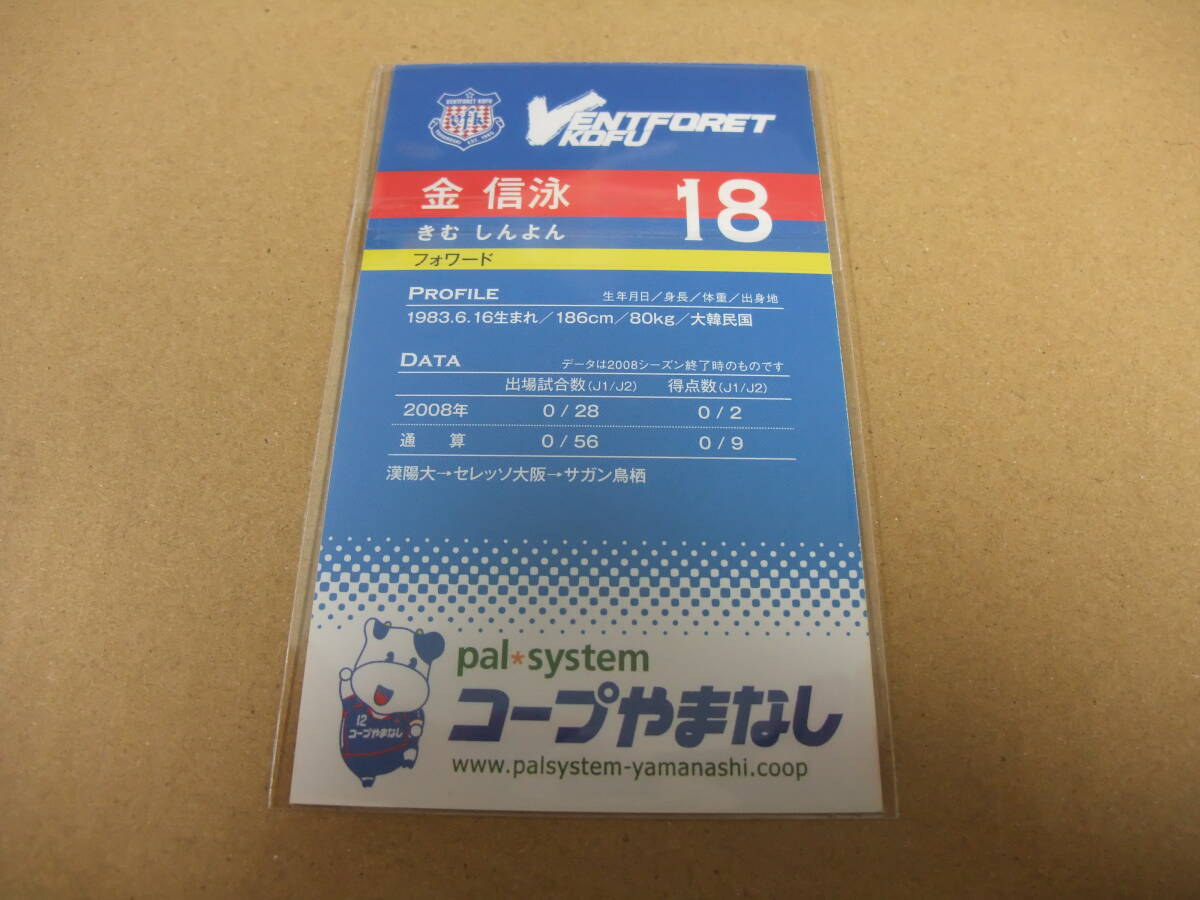 VENTFORET KOFU
vfk
VENTFORET
KOFU
金 信泳
18
きむ しんよん
フォワード
PROFILE 生年月日/身長/体重/出身地
1983.6.16生まれ/186cm/80kg/大韓民国
DATA データは2008シーズン終了時のものです
出場試合数(J1/J2) 得点数(J1/J2)
2008年 0 / 28 0 / 2
通 算 0 / 56 0 / 9
漢陽大→セレッソ大阪→サガン鳥栖
pal*system
コープやまなし
12
コープやまなし
www.palsystem-yamanashi.coop